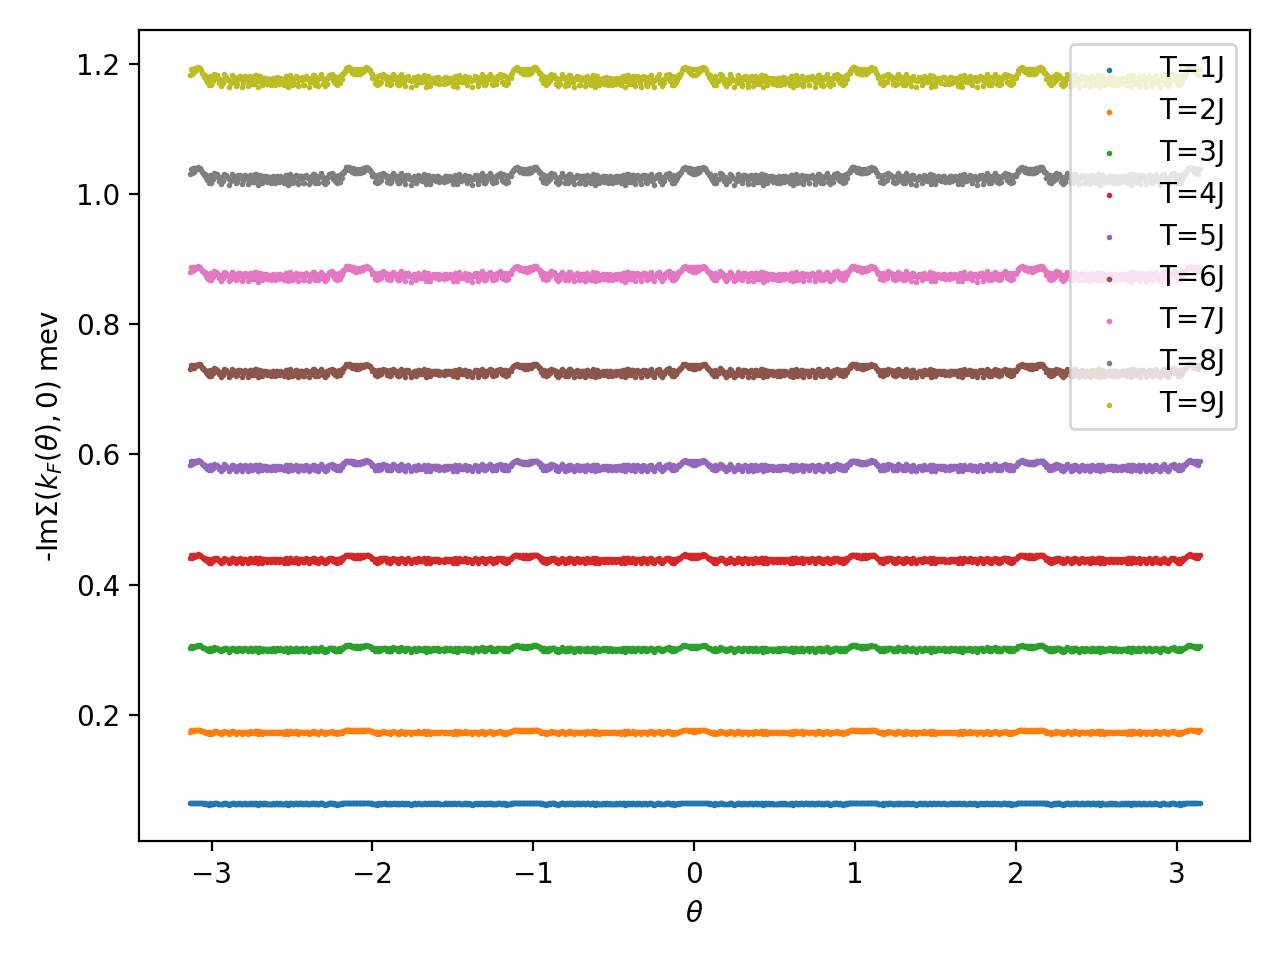 1.2
1.0
0.8
0.6
0.4
0.2
-ImΣ(k_F(θ), 0) mev
T=1J
T=2J
T=3J
T=4J
T=5J
T=6J
T=7J
T=8J
T=9J
−3 −2 −1 0 1 2 3
θ